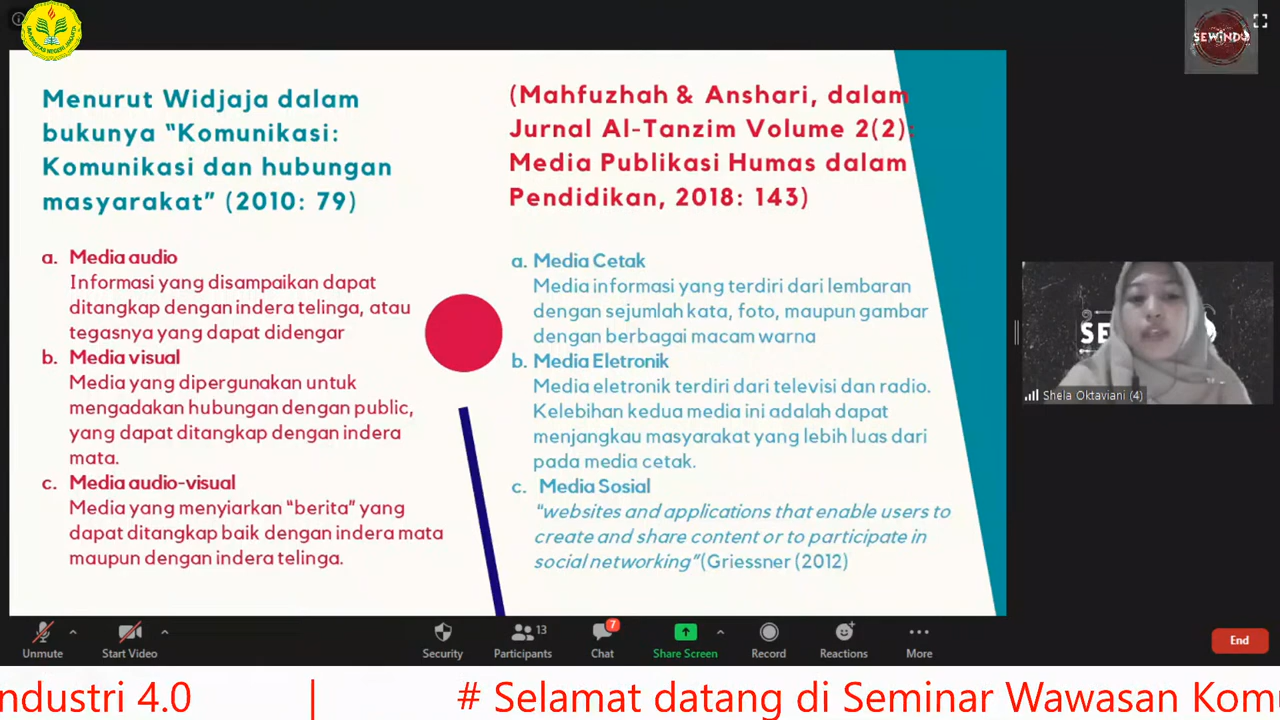 UNIVERSITAS NEGERI JAKARTA
SEWINDU
Menurut Widjaja dalam
bukunya “Komunikasi:
Komunikasi dan hubungan
masyarakat” (2010: 79)
a. Media audio
Informasi yang disampaikan dapat
ditangkap dengan indera telinga, atau
tegasnya yang dapat didengar
b. Media visual
Media yang dipergunakan untuk
mengadakan hubungan dengan public,
yang dapat ditangkap dengan indera
mata.
c. Media audio-visual
Media yang menyiarkan “berita” yang
dapat ditangkap baik dengan indera mata
maupun dengan indera telinga.
(Mahfuzhah & Anshari, dalam
Jurnal Al-Tanzim Volume 2(2):
Media Publikasi Humas dalam
Pendidikan, 2018: 143)
a. Media Cetak
Media informasi yang terdiri dari lembaran
dengan sejumlah kata, foto, maupun gambar
dengan berbagai macam warna
b. Media Eletronik
Media eletronik terdiri dari televisi dan radio.
Kelebihan kedua media ini adalah dapat
menjangkau masyarakat yang lebih luas dari
pada media cetak.
c. Media Sosial
“websites and applications that enable users to
create and share content or to participate in
social networking”(Griessner (2012)
SE
Shela Oktaviani (4)
Unmute
Start Video
Security
13
Participants
7
Chat
Share Screen
Record
Reactions
More
End
ndustri 4.0 | # Selamat datang di Seminar Wawasan Komu